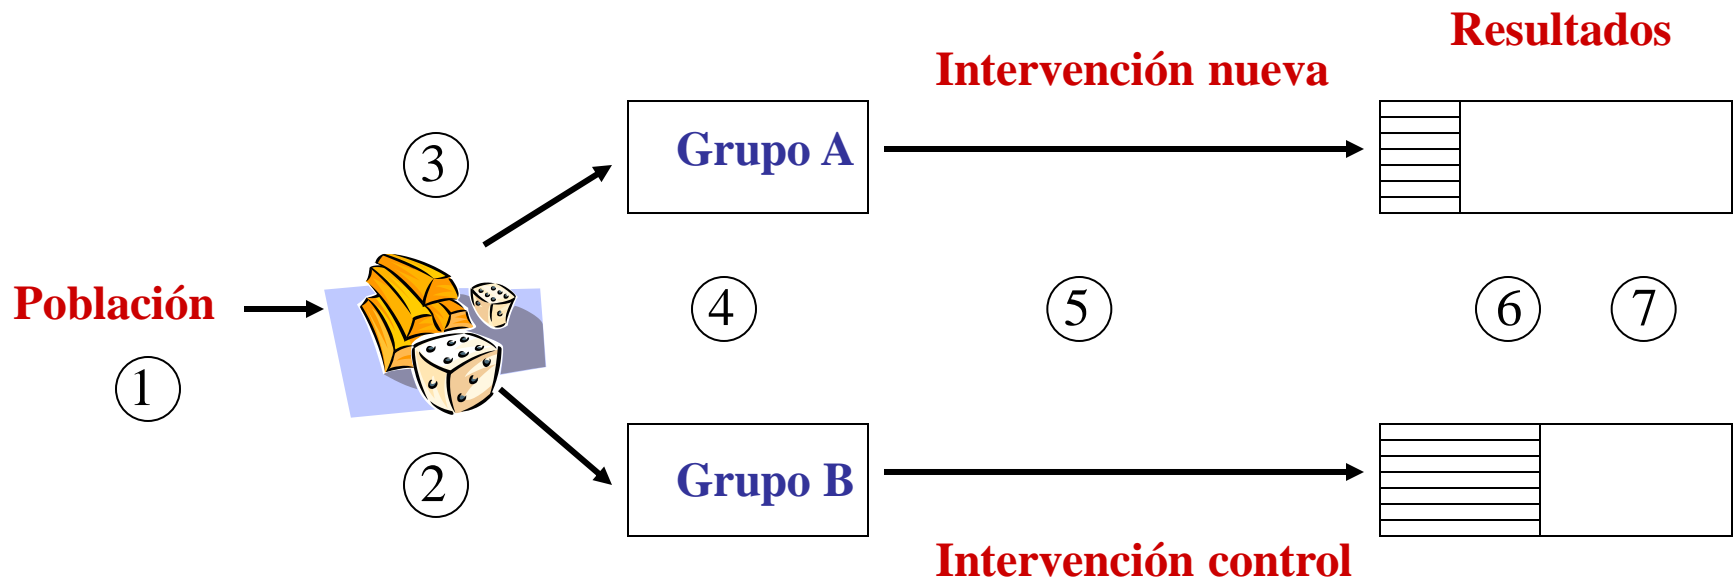 Resultados
Intervención nueva
3
Grupo A
Población
4
5
6
7
1
2
Grupo B
Intervención control